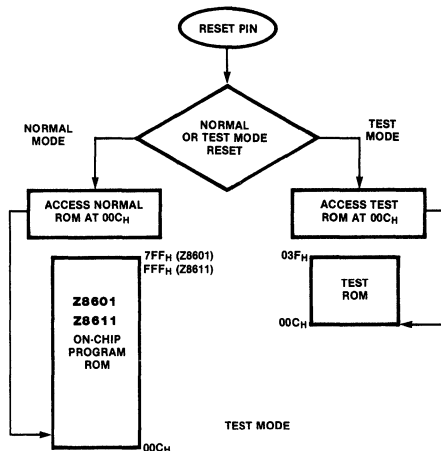 RESET PIN
NORMAL
MODE
NORMAL
OR TEST MODE
RESET
TEST
MODE
ACCESS NORMAL
ROM AT 00CH
ACCESS TEST
ROM AT 00CH
7FFH (Z8601)
FFFH (Z8611)
03FH
Z8601
Z8611
ON-CHIP
PROGRAM
ROM
TEST
ROM
00CH
TEST MODE
00CH